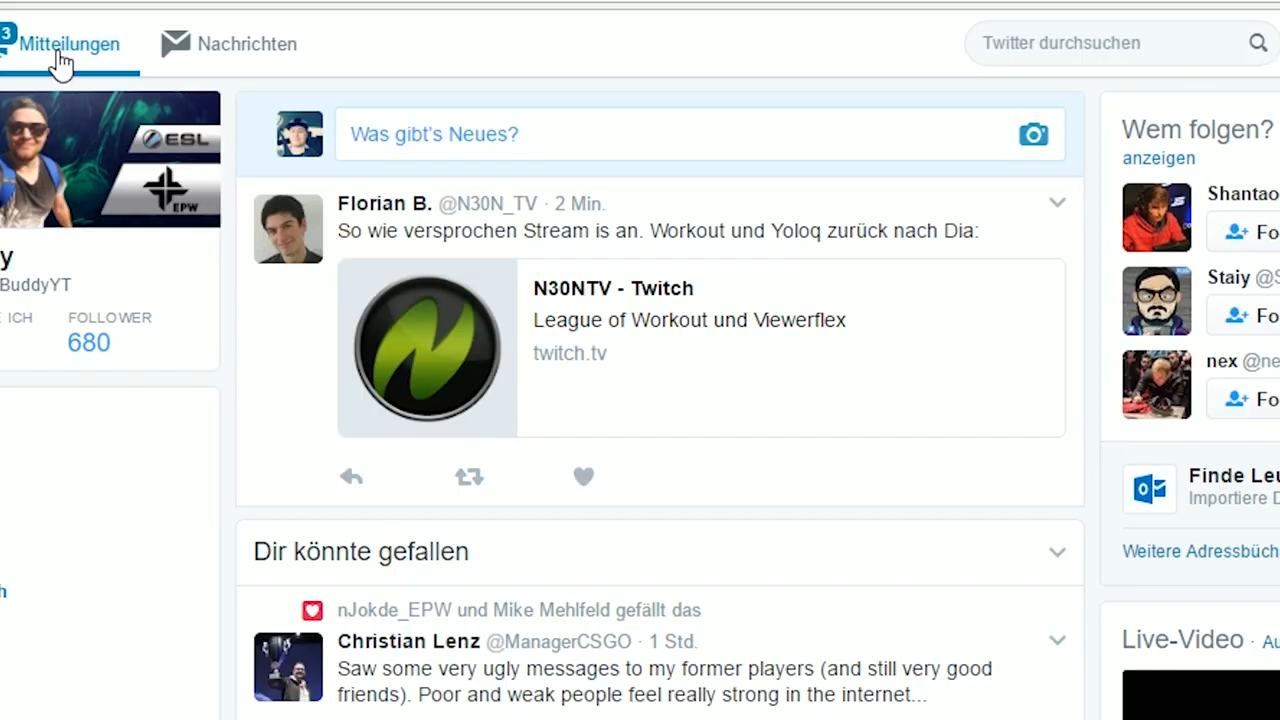 3
Mitteilungen
Nachrichten
Twitter durchsuchen
ESL
EPW
y
BuddyYT
ICH
FOLLOWER
680
h
Was gibt's Neues?
Florian B. @N30N_TV · 2 Min.
So wie versprochen Stream is an. Workout und Yoloq zurück nach Dia:
N30NTV - Twitch
League of Workout und Viewerflex
twitch.tv
Dir könnte gefallen
nJokde_EPW und Mike Mehlfeld gefällt das
Christian Lenz @ManagerCSGO · 1 Std.
Saw some very ugly messages to my former players (and still very good
friends). Poor and weak people feel really strong in the internet...
Wem folgen?
anzeigen
Shantao
Fo
Staiy @S
Fo
nex @ne
Fo
Finde Leu
Importiere D
Weitere Adressbüch
Live-Video · Au